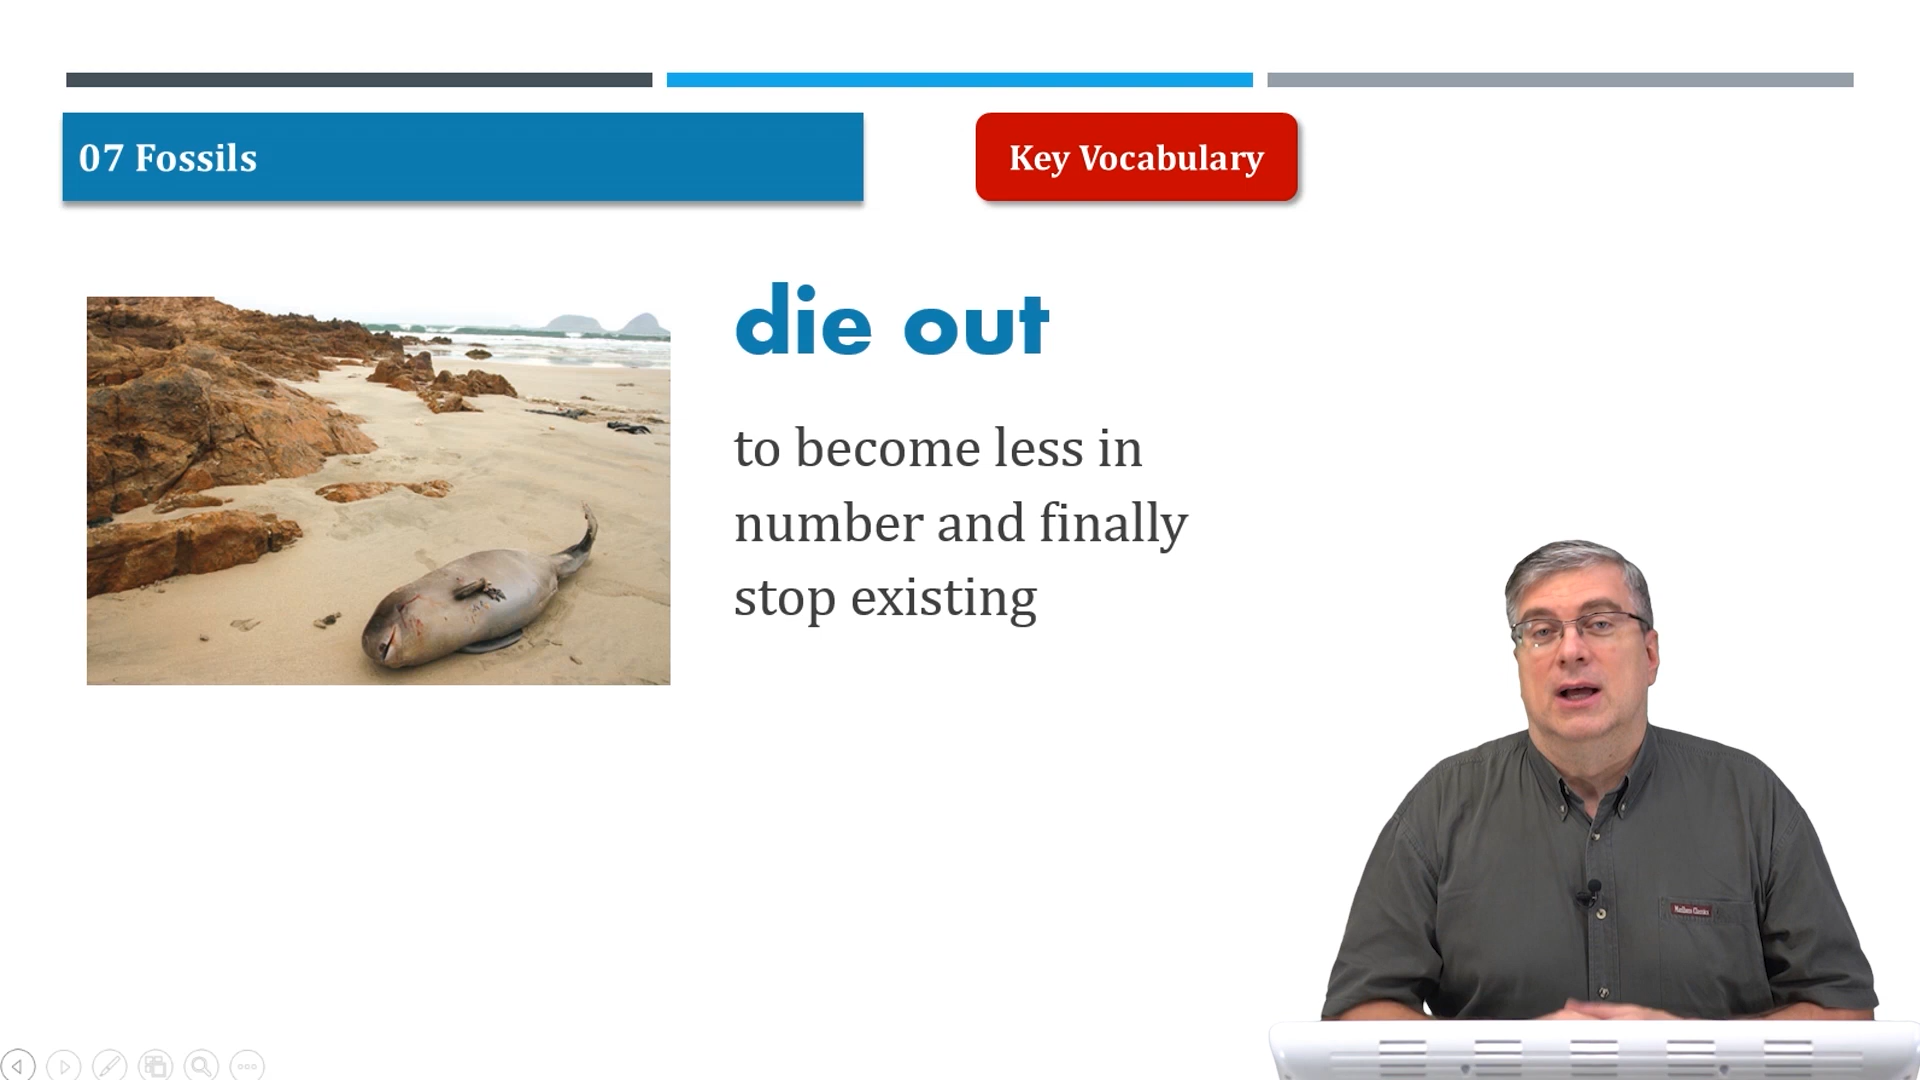 07 Fossils
Key Vocabulary
die out
to become less in
number and finally
stop existing